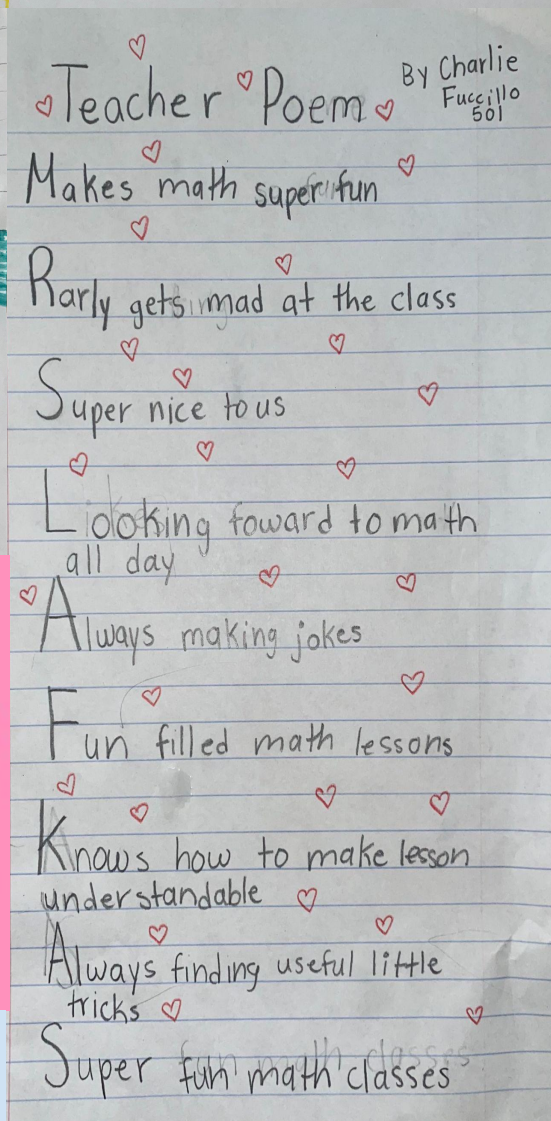 Teacher Poem
By Charlie
Fuccillo
501
Makes math super fun
Rarly gets mad at the class
Super nice to us
Looking foward to math
all day
Always making jokes
Fun filled math lessons
Knows how to make lesson
understandable
Always finding useful little
tricks
Super fun math classes